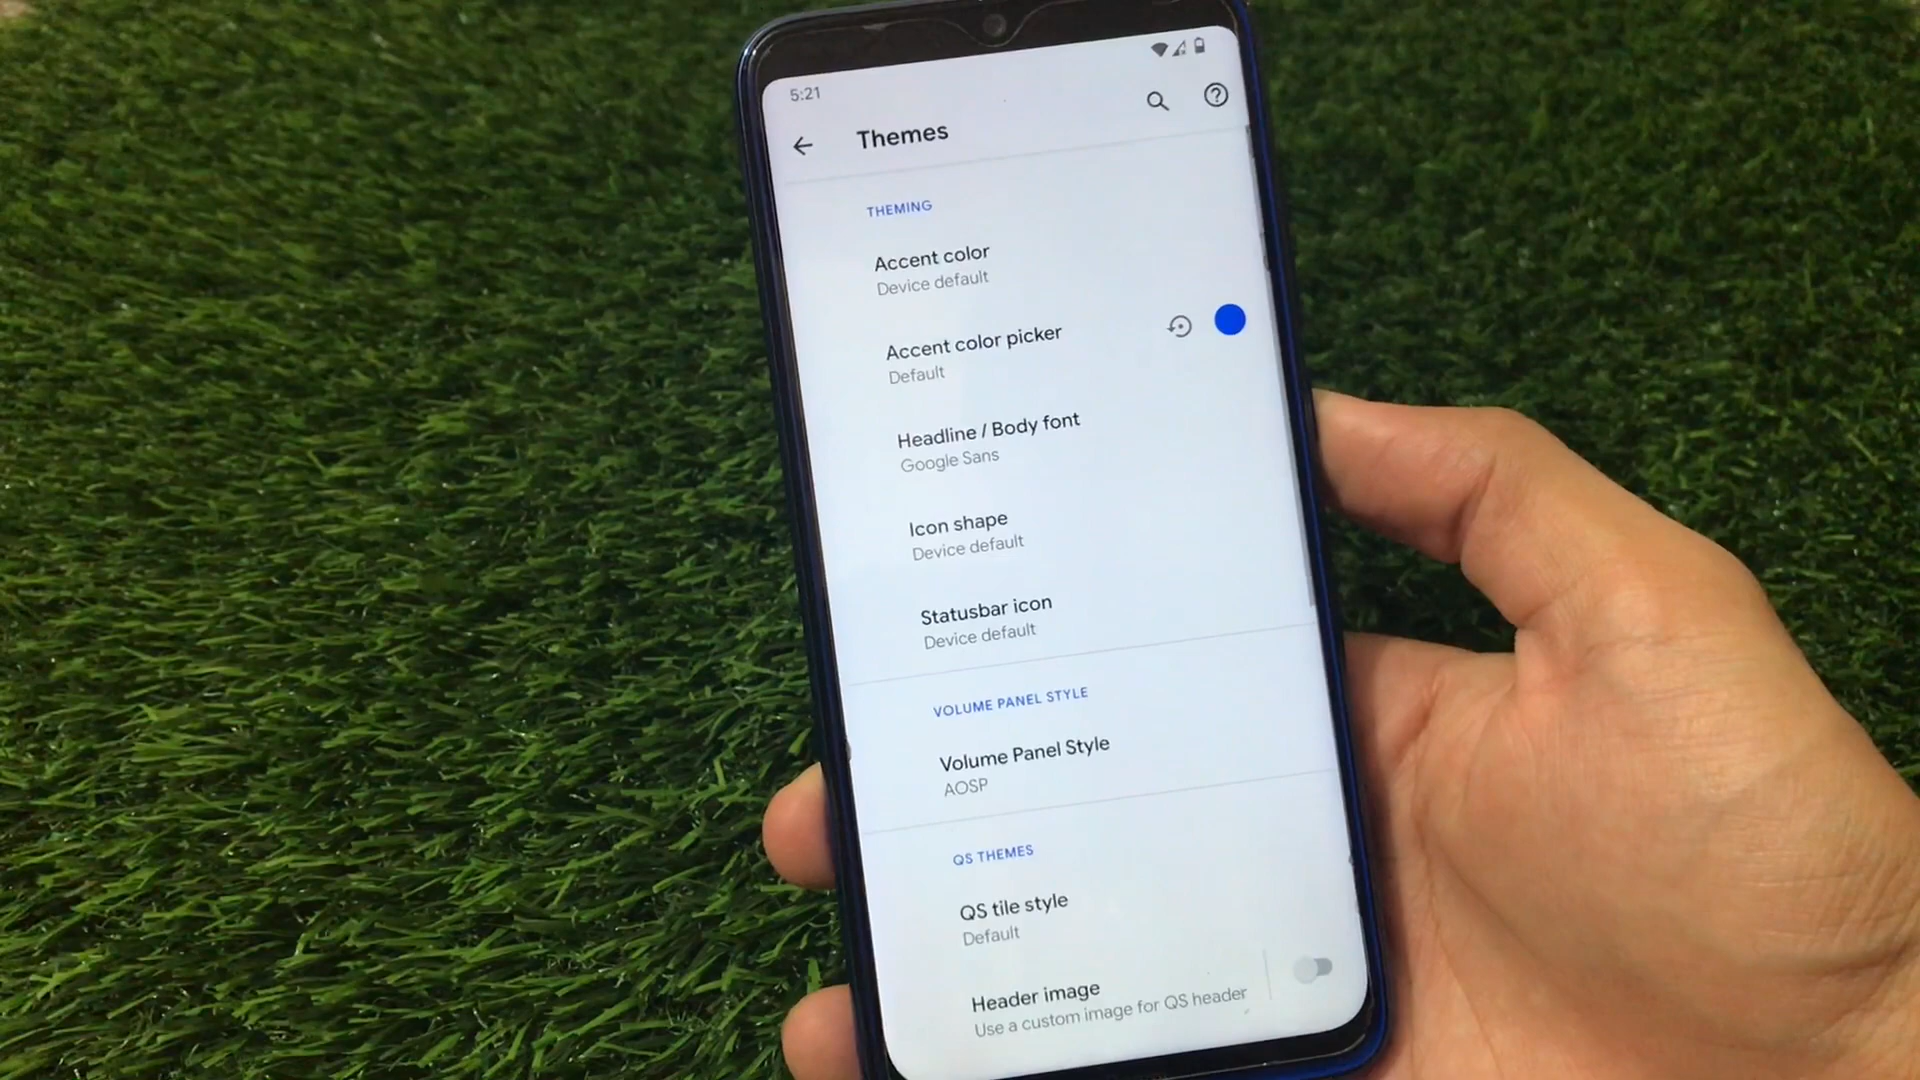 5:21
Themes
THEMING
Accent color
Device default
Accent color picker
Default
Headline / Body font
Google Sans
Icon shape
Device default
Statusbar icon
Device default
VOLUME PANEL STYLE
Volume Panel Style
AOSP
QS THEMES
QS tile style
Default
Header image
Use a custom image for QS header